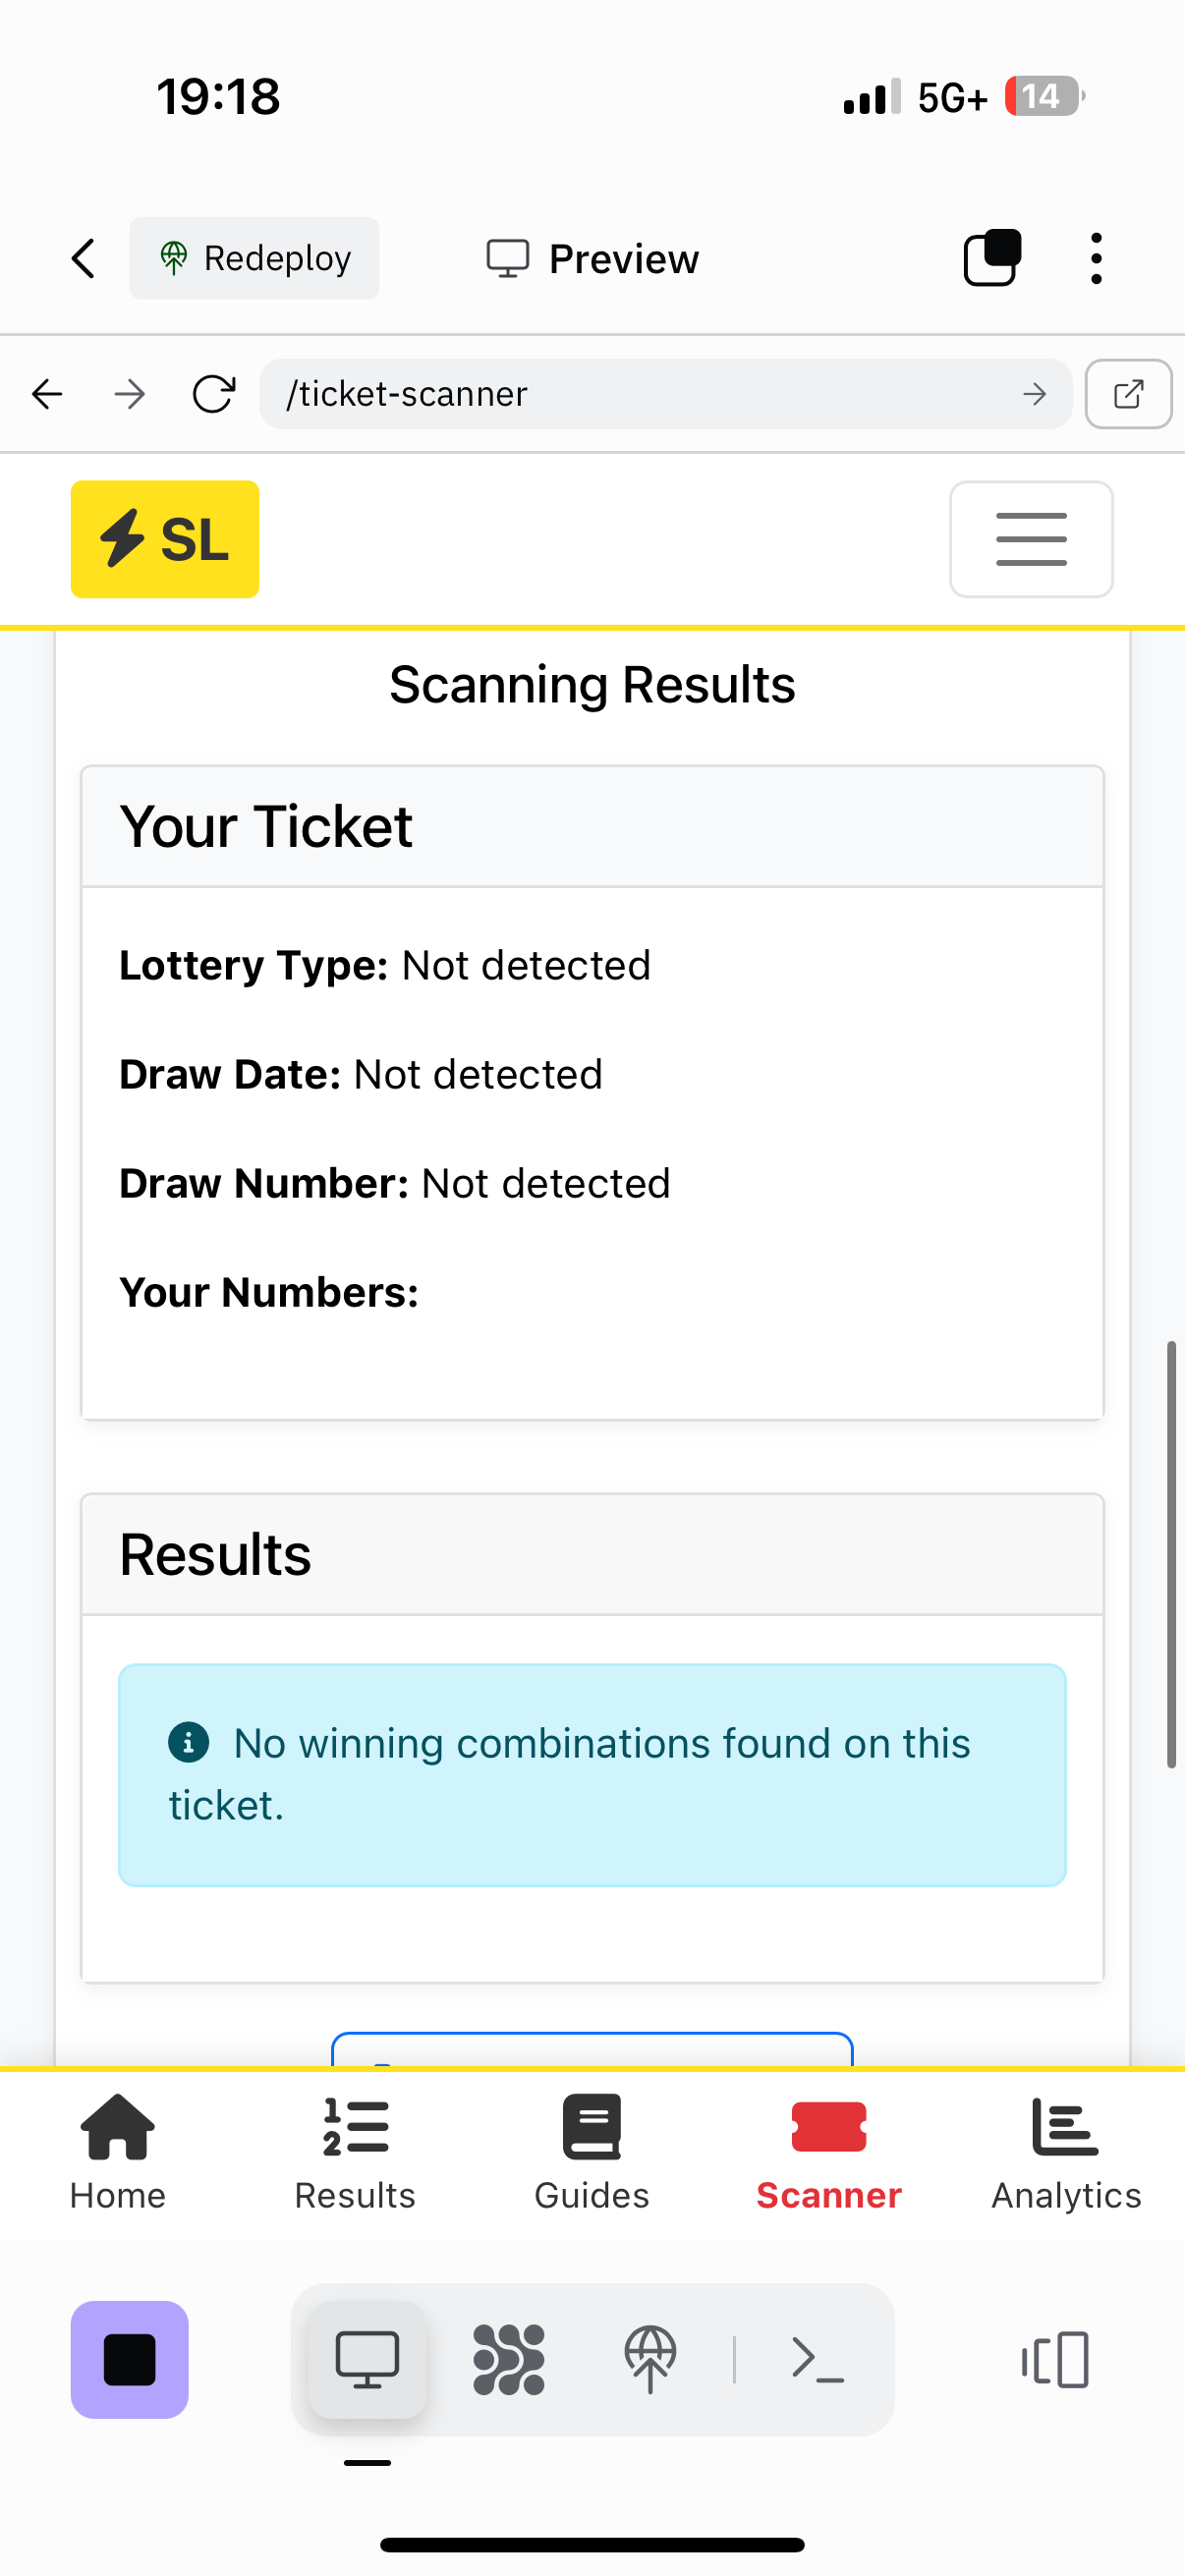 19:18
5G+
14
Redeploy
Preview
/ticket-scanner
SL
Scanning Results
Your Ticket
Lottery Type: Not detected
Draw Date: Not detected
Draw Number: Not detected
Your Numbers:
Results
No winning combinations found on this
ticket.
Home
Results
Guides
Scanner
Analytics